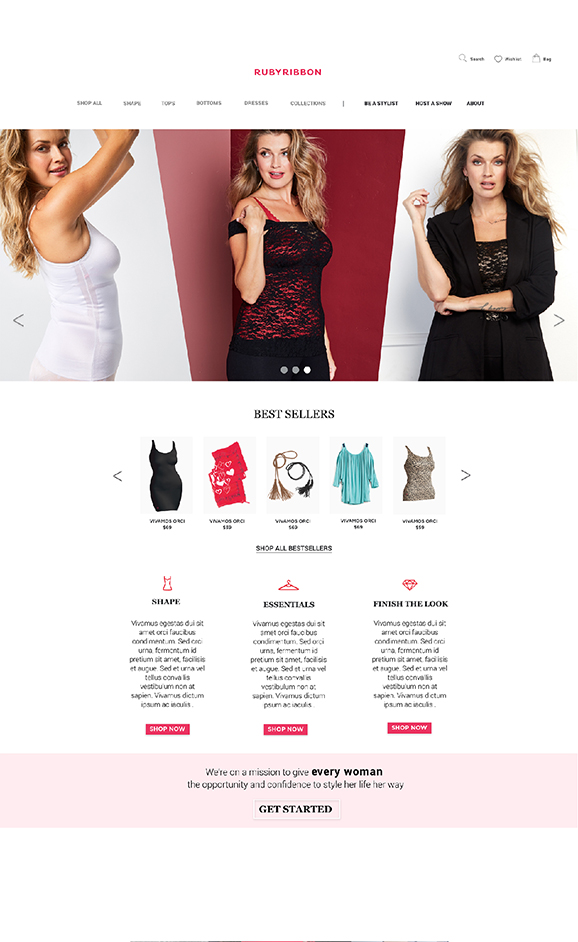 Search
Wishlist
Bag
RUBYRIBBON
SHOP ALL
SHAPE
TOPS
BOTTOMS
DRESSES
COLLECTIONS
|
BE A STYLIST
HOST A SHOW
ABOUT
BEST SELLERS
VIVAMOS ORCI
$69
VIVAMOS ORCI
$59
VIVAMOS ORCI
$69
VIVAMOS ORCI
$69
VIVAMOS ORCI
$59
SHOP ALL BESTSELLERS
SHAPE
Vivamus egestas dui sit
amet orci faucibus
condimentum. Sed orci
urna, fermentum id
pretium sit amet, facilisis
et augue. Sed et urna vel
tellus convallis
vestibulum non at
sapien. Vivamus dictum
ipsum ac iaculis .
SHOP NOW
ESSENTIALS
Vivamus egestas dui sit
amet orci faucibus
condimentum. Sed orci
urna, fermentum id
pretium sit amet, facilisis
et augue. Sed et urna vel
tellus convallis
vestibulum non at
sapien. Vivamus dictum
ipsum ac iaculis .
SHOP NOW
FINISH THE LOOK
Vivamus egestas dui sit
amet orci faucibus
condimentum. Sed orci
urna, fermentum id
pretium sit amet, facilisis
et augue. Sed et urna vel
tellus convallis
vestibulum non at
sapien. Vivamus dictum
ipsum ac iaculis .
SHOP NOW
We're on a mission to give every woman
the opportunity and confidence to style her life her way
GET STARTED